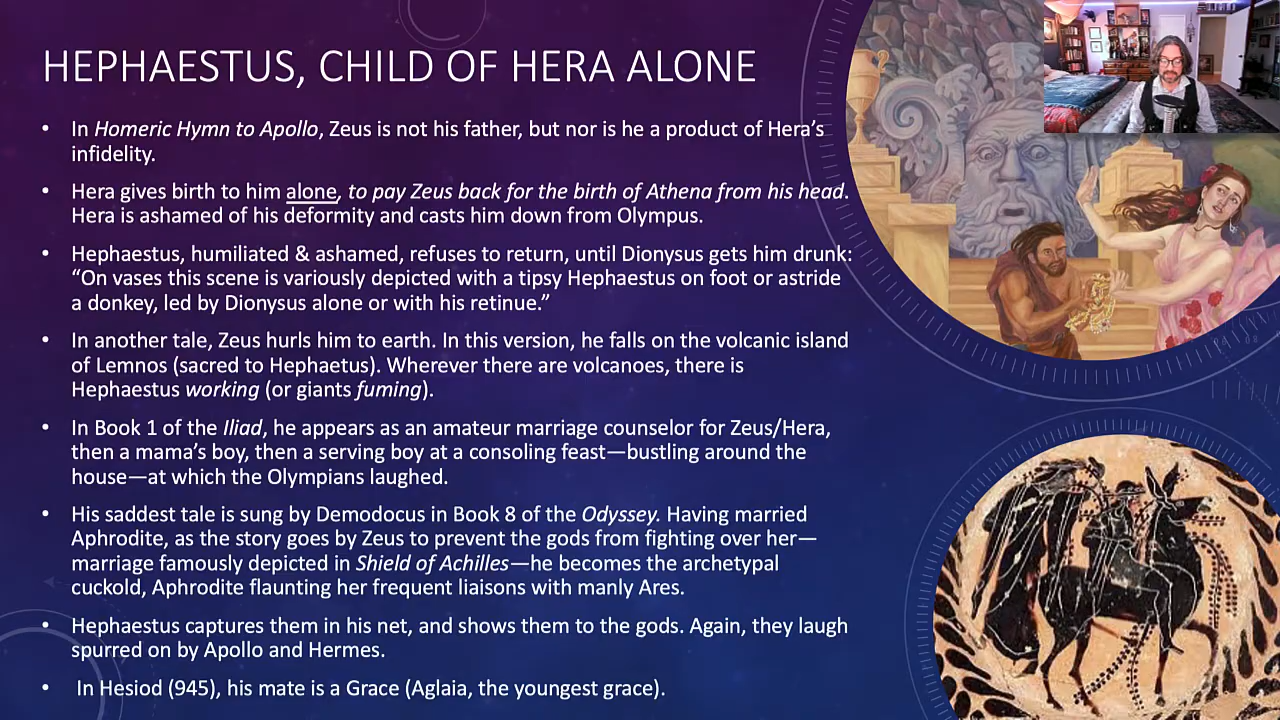 HEPHAESTUS, CHILD OF HERA ALONE
• In Homeric Hymn to Apollo, Zeus is not his father, but nor is he a product of Hera’s
infidelity.
• Hera gives birth to him alone, to pay Zeus back for the birth of Athena from his head.
Hera is ashamed of his deformity and casts him down from Olympus.
• Hephaestus, humiliated & ashamed, refuses to return, until Dionysus gets him drunk:
“On vases this scene is variously depicted with a tipsy Hephaestus on foot or astride
a donkey, led by Dionysus alone or with his retinue.”
• In another tale, Zeus hurls him to earth. In this version, he falls on the volcanic island
of Lemnos (sacred to Hephaetus). Wherever there are volcanoes, there is
Hephaestus working (or giants fuming).
• In Book 1 of the Iliad, he appears as an amateur marriage counselor for Zeus/Hera,
then a mama’s boy, then a serving boy at a consoling feast—bustling around the
house—at which the Olympians laughed.
• His saddest tale is sung by Demodocus in Book 8 of the Odyssey. Having married
Aphrodite, as the story goes by Zeus to prevent the gods from fighting over her—
marriage famously depicted in Shield of Achilles—he becomes the archetypal
cuckold, Aphrodite flaunting her frequent liaisons with manly Ares.
• Hephaestus captures them in his net, and shows them to the gods. Again, they laugh
spurred on by Apollo and Hermes.
• In Hesiod (945), his mate is a Grace (Aglaia, the youngest grace).